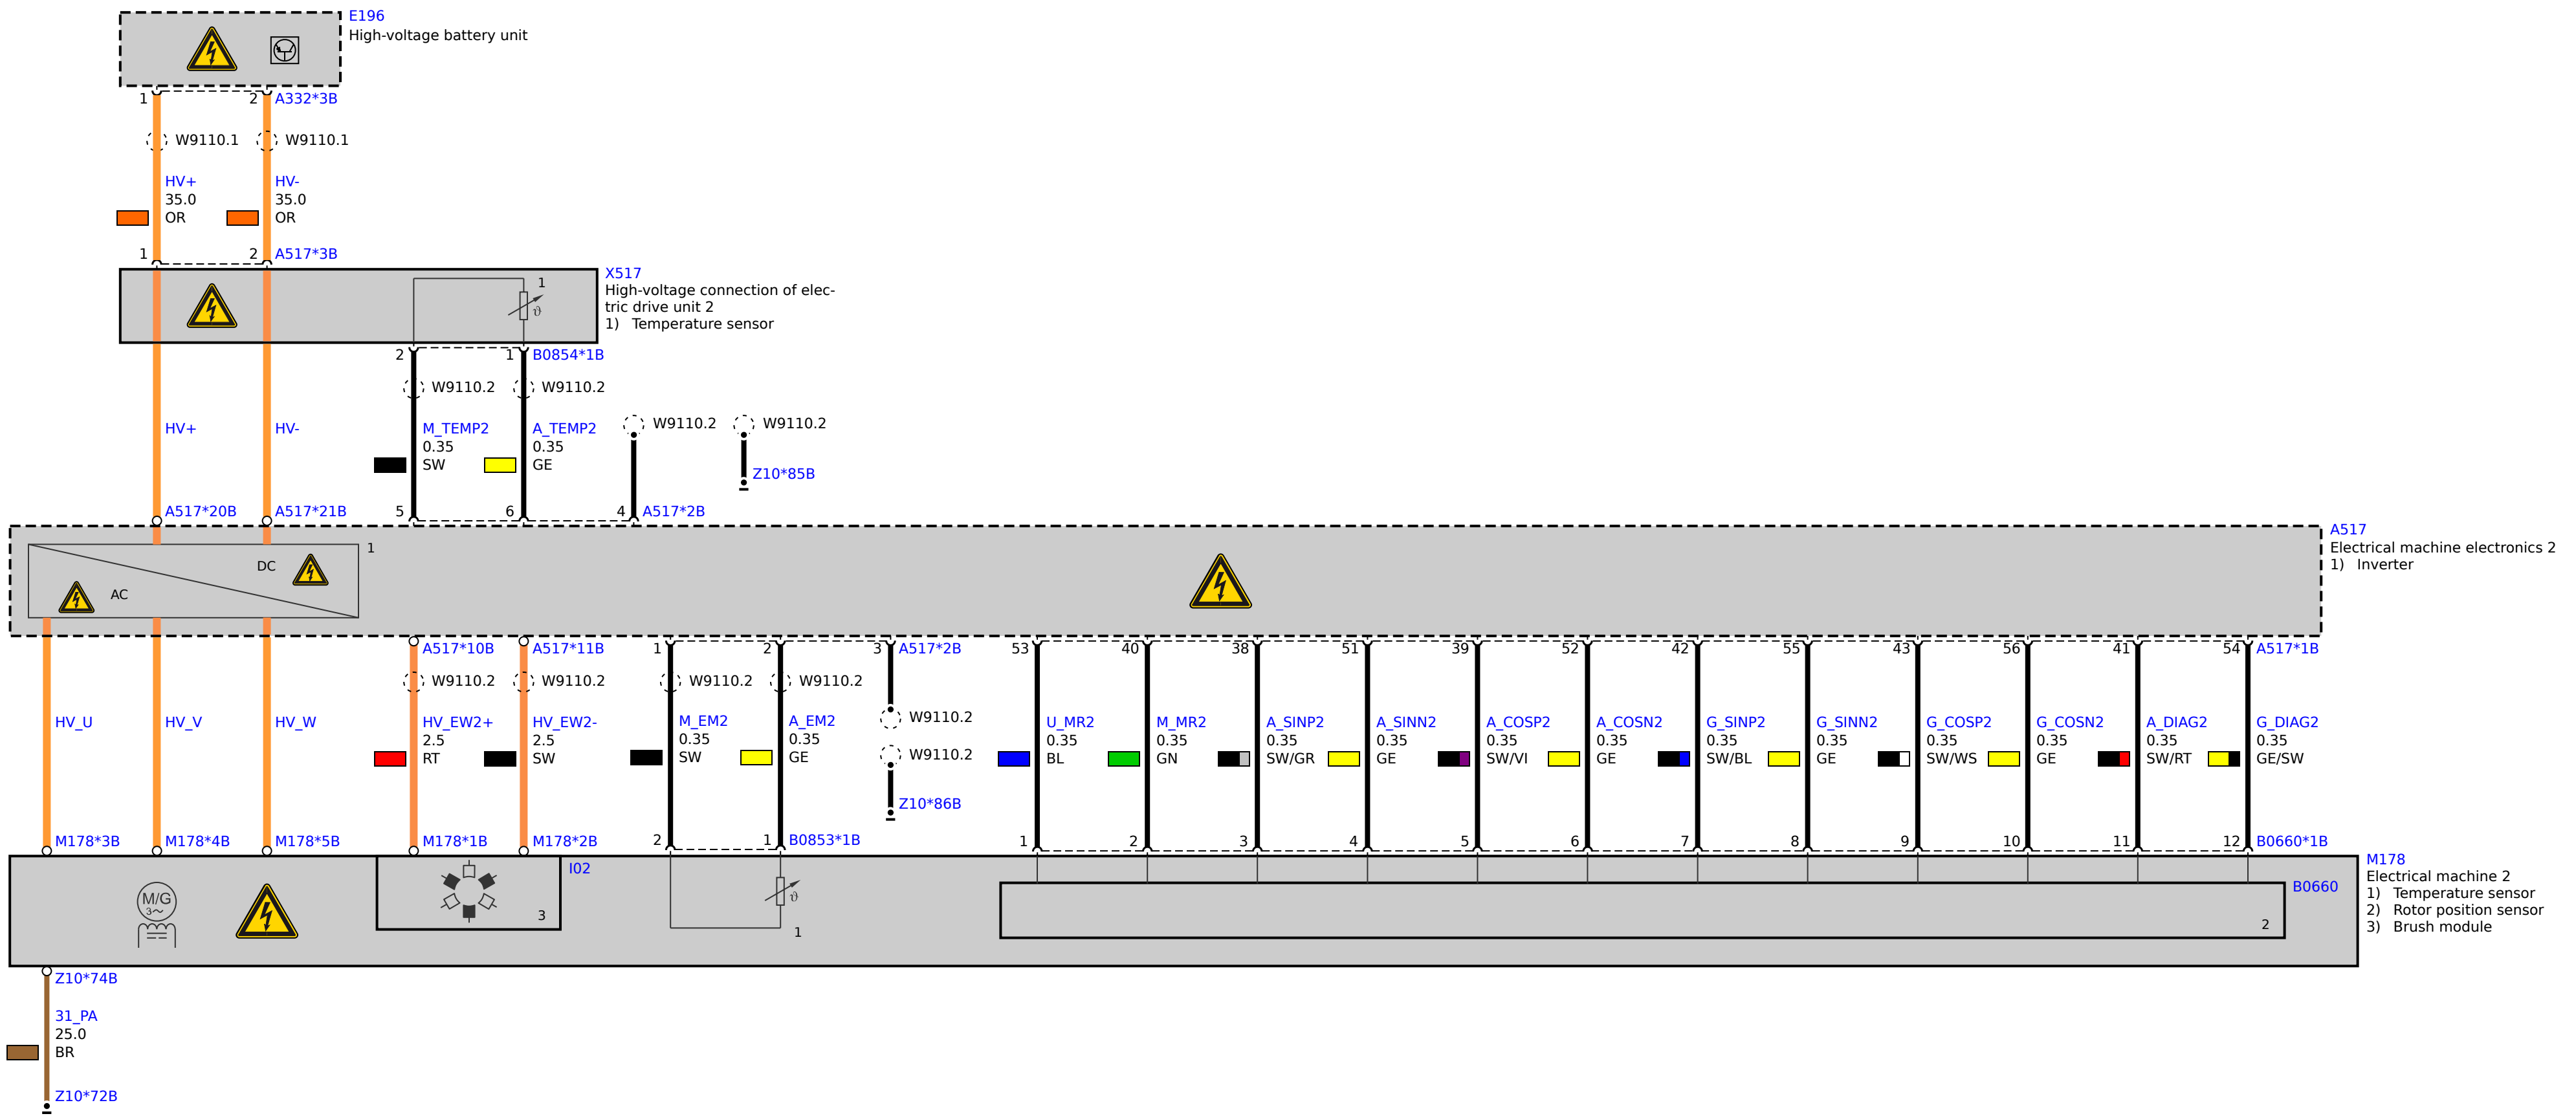 E196
High-voltage battery unit
1
2
A332*3B
W9110.1
W9110.1
HV+
35.0
OR
HV-
35.0
OR
1
2
A517*3B
X517
High-voltage connection of elec-
tric drive unit 2
1) Temperature sensor
1
ϑ
2
1
B0854*1B
W9110.2
W9110.2
W9110.2
W9110.2
HV+
HV-
M_TEMP2
0.35
SW
A_TEMP2
0.35
GE
Z10*85B
A517*20B
A517*21B
5
6
4
A517*2B
A517
Electrical machine electronics 2
1) Inverter
1
DC
AC
A517*10B
A517*11B
1
2
3
A517*2B
53
40
38
51
39
52
42
55
43
56
41
54
A517*1B
W9110.2
W9110.2
W9110.2
W9110.2
W9110.2
W9110.2
HV_U
HV_V
HV_W
HV_EW2+
2.5
RT
HV_EW2-
2.5
SW
M_EM2
0.35
SW
A_EM2
0.35
GE
Z10*86B
U_MR2
0.35
BL
M_MR2
0.35
GN
A_SINP2
0.35
SW/GR
A_SINN2
0.35
GE
A_COSP2
0.35
SW/VI
A_COSN2
0.35
GE
G_SINP2
0.35
SW/BL
G_SINN2
0.35
GE
G_COSP2
0.35
SW/WS
G_COSN2
0.35
GE
A_DIAG2
0.35
SW/RT
G_DIAG2
0.35
GE/SW
M178*3B
M178*4B
M178*5B
M178*1B
M178*2B
2
1
B0853*1B
1
2
3
4
5
6
7
8
9
10
11
12
B0660*1B
M178
Electrical machine 2
1) Temperature sensor
2) Rotor position sensor
3) Brush module
M/G
3~
I02
3
ϑ
1
B0660
2
Z10*74B
31_PA
25.0
BR
Z10*72B